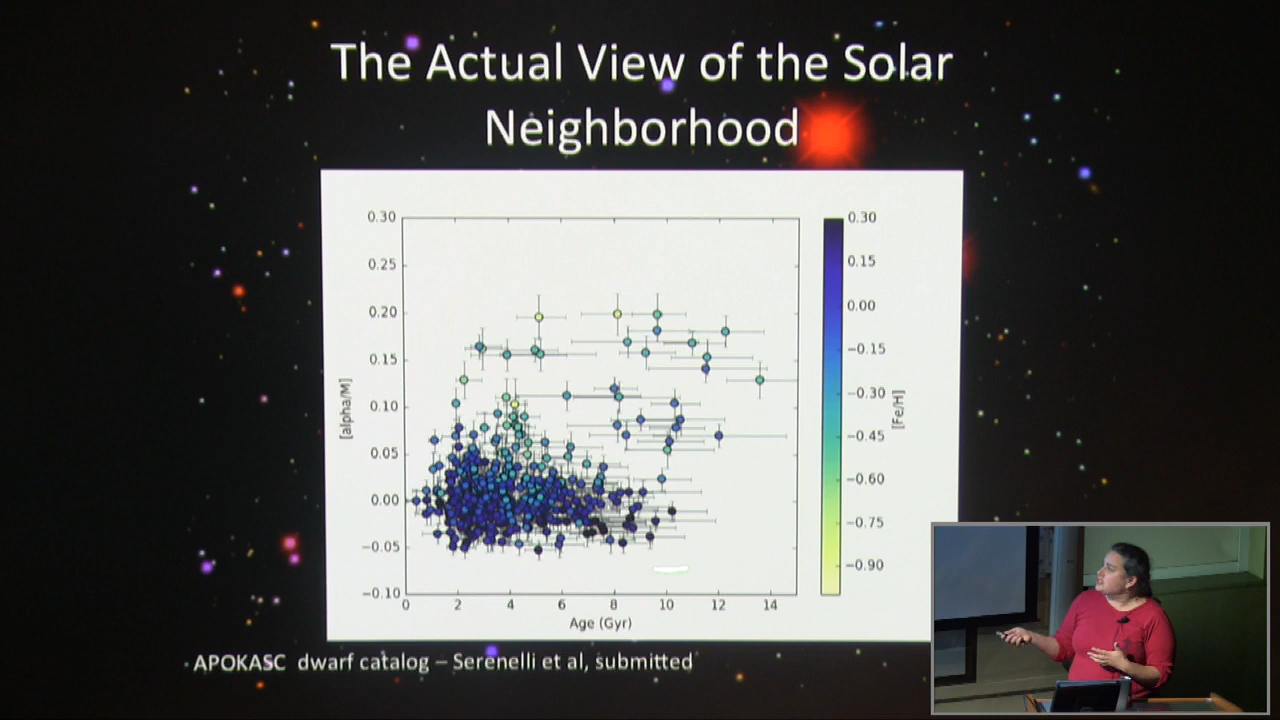 The Actual View of the Solar
Neighborhood
0.30
0.25
0.20
0.15
0.10
0.05
0.00
−0.05
−0.10
[alpha/M]
0 2 4 6 8 10 12 14
Age (Gyr)
0.30
0.15
0.00
−0.15
−0.30
−0.45
−0.60
−0.75
−0.90
[Fe/H]
APOKASC dwarf catalog – Serenelli et al, submitted